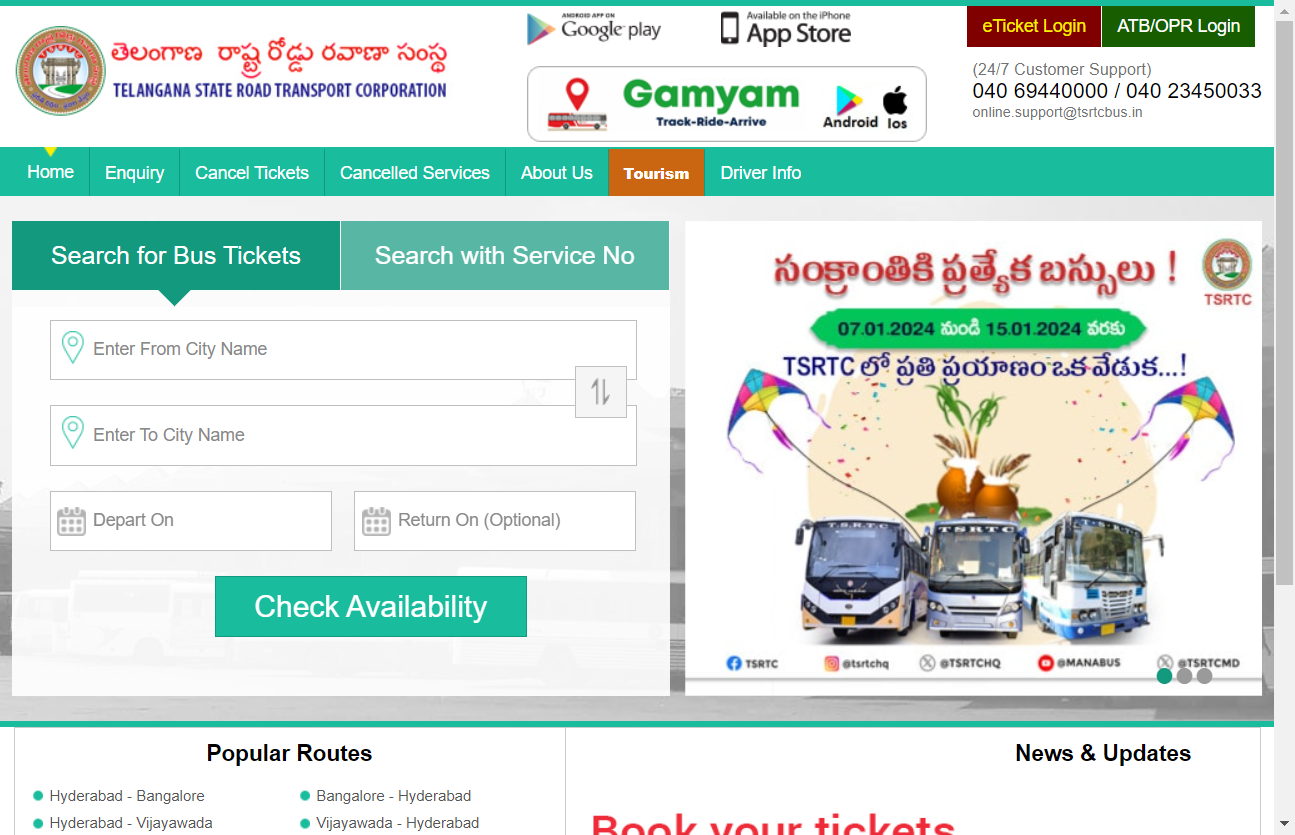 తెలంగాణ రాష్ట్ర రోడ్డు రవాణా సంస్థ
TELANGANA STATE ROAD TRANSPORT CORPORATION
ANDROID APP ON
Google play
Available on the iPhone
App Store
Gamyam
Track-Ride-Arrive
Android
Ios
eTicket Login
ATB/OPR Login
(24/7 Customer Support)
040 69440000 / 040 23450033
online.support@tsrtcbus.in
Home
Enquiry
Cancel Tickets
Cancelled Services
About Us
Tourism
Driver Info
Search for Bus Tickets
Search with Service No
Enter From City Name
Enter To City Name
Depart On
Return On (Optional)
Check Availability
సంక్రాంతికి ప్రత్యేక బస్సులు !
TSRTC
07.01.2024 నుండి 15.01.2024 వరకు
TSRTC లో ప్రతి ప్రయాణం ఒక వేడుక...!
T.S.R.T.C
TSRTC
TSRTC
TSRTC
@tsrtchq
@TSRTCHQ
@MANABUS
@TSRTCMD
Popular Routes
Hyderabad - Bangalore
Bangalore - Hyderabad
Hyderabad - Vijayawada
Vijayawada - Hyderabad
News & Updates
Book your tickets